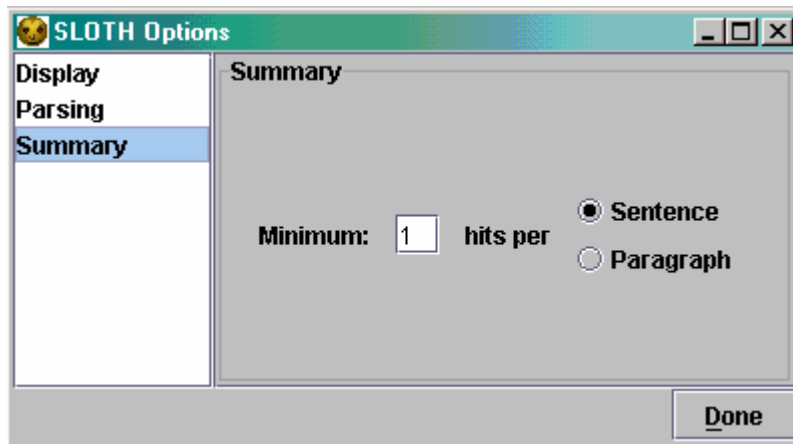 SLOTH Options
Display
Parsing
Summary
Summary
Minimum: 1 hits per
Sentence
Paragraph
Done